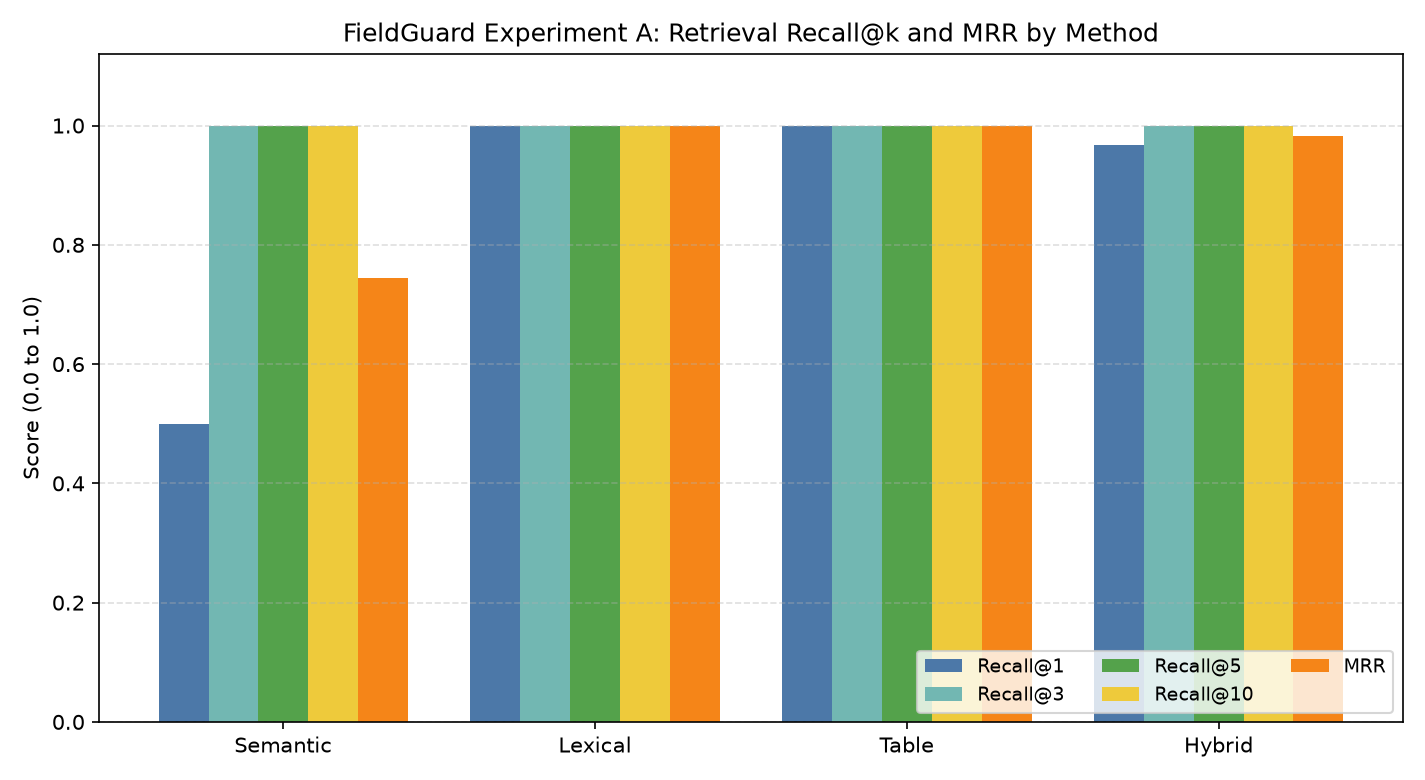 FieldGuard Experiment A: Retrieval Recall@k and MRR by Method
Score (0.0 to 1.0)
1.0
0.8
0.6
0.4
0.2
0.0
Semantic
Lexical
Table
Hybrid
Recall@1
Recall@3
Recall@5
Recall@10
MRR